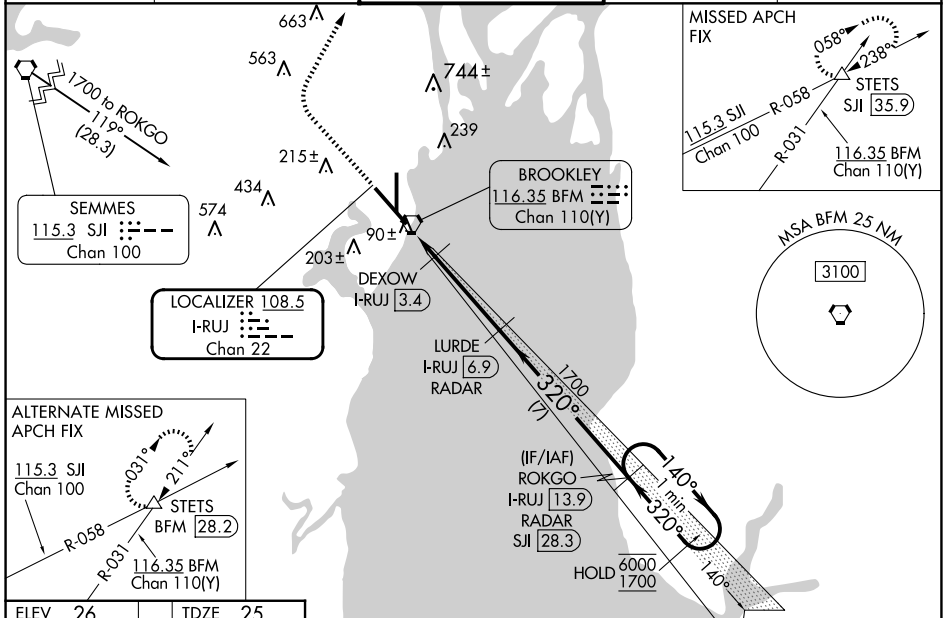 663
563
744±
239
215±
434
574
90±
203±
1700 to ROKGO
119°
(28.3)
SEMMES
115.3 SJI
Chan 100
BROOKLEY
116.35 BFM
Chan 110(Y)
LOCALIZER 108.5
I-RUJ
Chan 22
DEXOW
I-RUJ 3.4
LURDE
I-RUJ 6.9
RADAR
1700
320°
(7)
(IF/IAF)
ROKGO
I-RUJ 13.9
RADAR
SJI 28.3
140°
1 min
320°
HOLD 6000
1700
140°
MISSED APCH
FIX
058°
238°
STETS
SJI 35.9
R-058
115.3 SJI
Chan 100
R-031
116.35 BFM
Chan 110(Y)
MSA BFM 25 NM
3100
ALTERNATE MISSED
APCH FIX
031°
211°
115.3 SJI
Chan 100
STETS
BFM 28.2
R-058
R-031
116.35 BFM
Chan 110(Y)
ELEV 26
TDZE 25